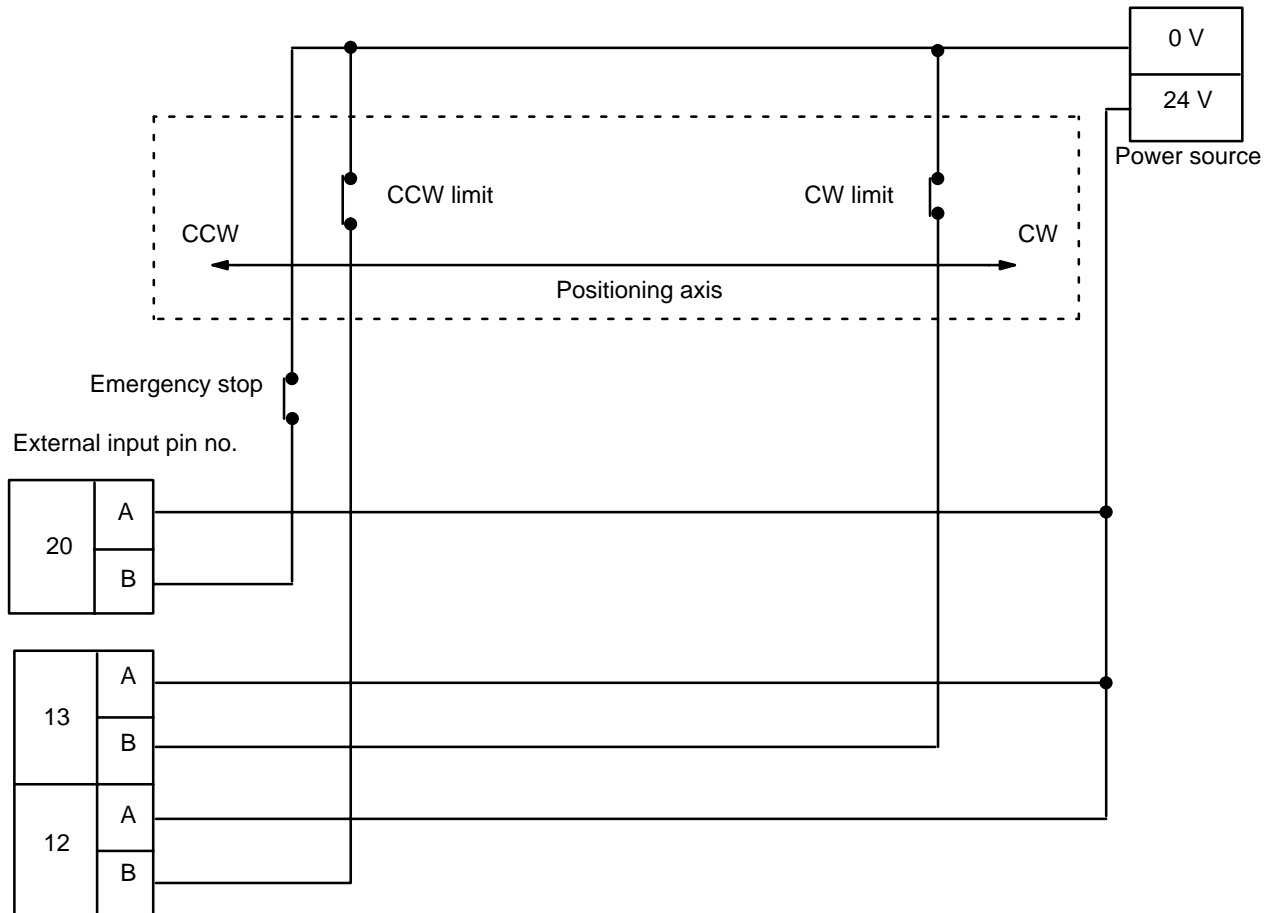 0 V
24 V
Power source
CCW limit
CW limit
CCW
CW
Positioning axis
Emergency stop
External input pin no.
20
A
B
13
A
B
12
A
B